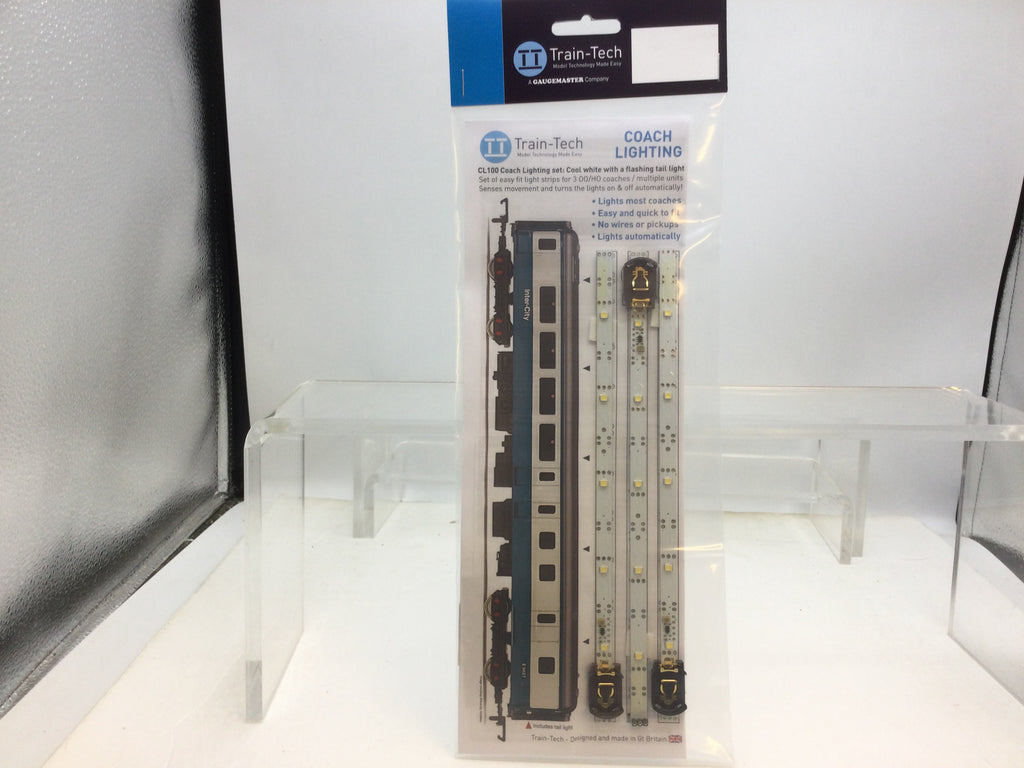 Train-Tech
Model Technology Made Easy
A GAUGEMASTER Company
Train-Tech
Model Technology Made Easy
COACH
LIGHTING
CL100 Coach Lighting set: Cool white with a flashing tail light
Set of easy fit light strips for 3 OO/HO coaches / multiple units
Senses movement and turns the lights on & off automatically!
• Lights most coaches
• Easy and quick to fit
• No wires or pickups
• Lights automatically
Inter-City
Includes tail light
Train-Tech - Designed and made in Gt Britain